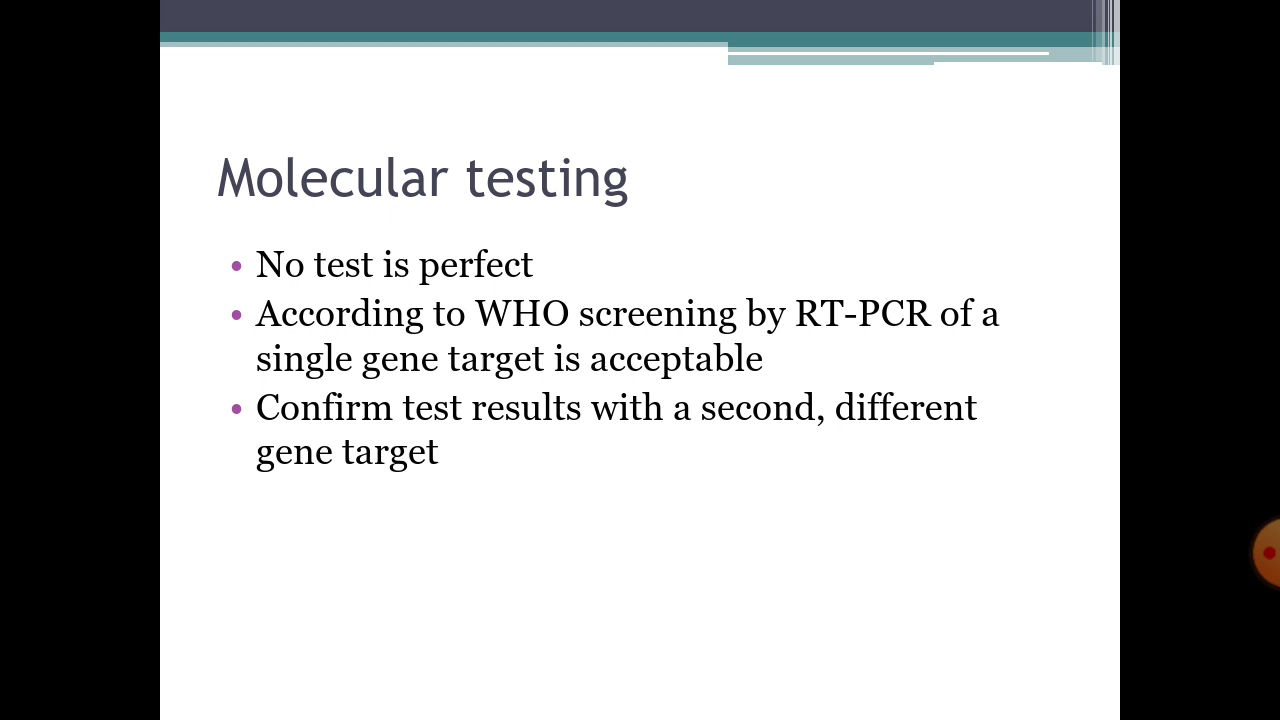 Molecular testing
• No test is perfect
• According to WHO screening by RT-PCR of a
single gene target is acceptable
• Confirm test results with a second, different
gene target